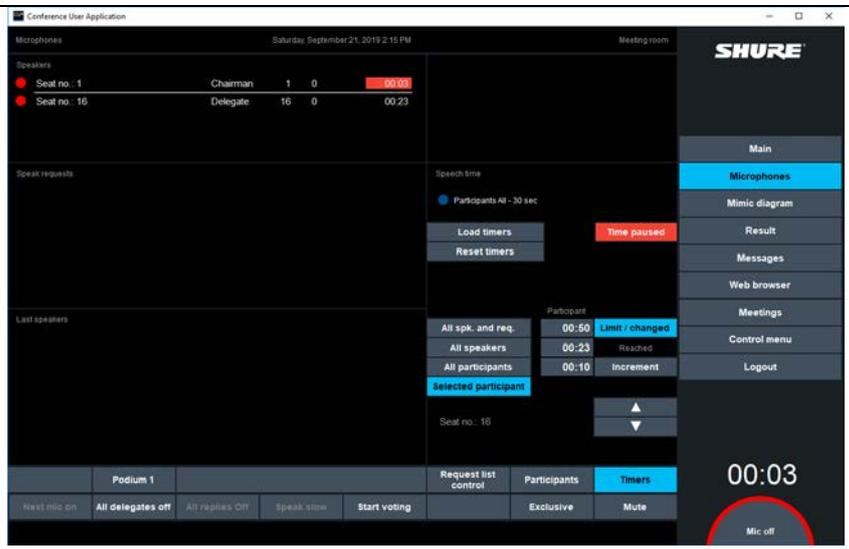 Conference User Application
Microphones Saturday, September 21, 2019 2:15 PM Meeting room
Speakers
Seat no.: 1 Chairman 1 0 00:03
Seat no.: 16 Delegate 16 0 00:23
Speak requests
Last speakers
Speech time
Participants All - 30 sec
Load timers Time paused
Reset timers
Participant
All spk. and req. 00:50 Limit / changed
All speakers 00:23 Reached
All participants 00:10 Increment
Selected participant
Seat no.: 16
Podium 1 Request list control Participants Timers
Next mic on All delegates off All replies Off Speak slow Start voting Exclusive Mute
SHURE
Main
Microphones
Mimic diagram
Result
Messages
Web browser
Meetings
Control menu
Logout
00:03
Mic off